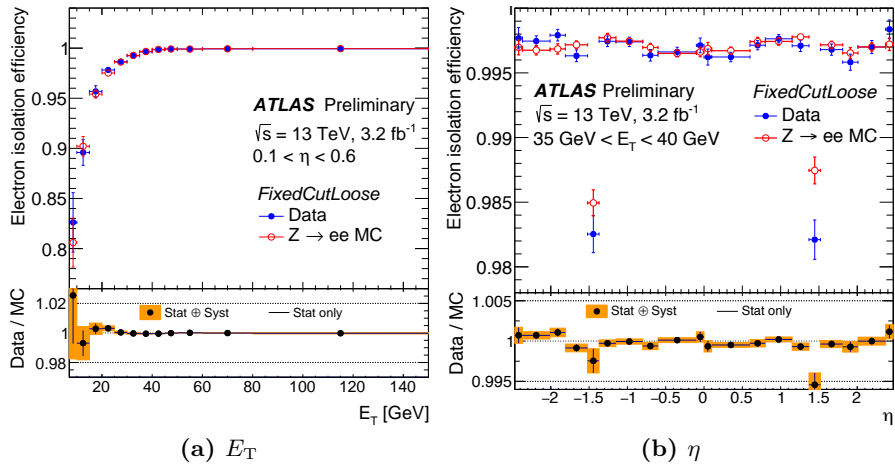 Electron isolation efficiency
1
0.95
0.9
0.85
0.8
ATLAS Preliminary
√s = 13 TeV, 3.2 fb⁻¹
0.1 < η < 0.6
FixedCutLoose
Data
Z → ee MC
Data / MC
1.02
1
0.98
Stat ⊕ Syst
Stat only
20 40 60 80 100 120 140
E_T [GeV]
(a) E_T
Electron isolation efficiency
1
0.995
0.99
0.985
0.98
ATLAS Preliminary
√s = 13 TeV, 3.2 fb⁻¹
35 GeV < E_T < 40 GeV
FixedCutLoose
Data
Z → ee MC
Data / MC
1.005
1
0.995
Stat ⊕ Syst
Stat only
−2 −1.5 −1 −0.5 0 0.5 1 1.5 2
η
(b) η